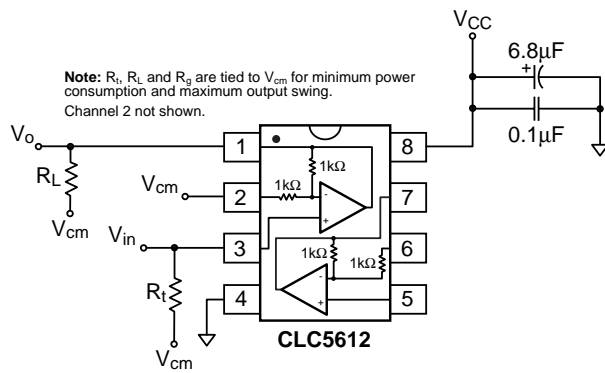 VCC
6.8µF
+
0.1µF
Note: Rt, RL and Rg are tied to Vcm for minimum power
consumption and maximum output swing.
Channel 2 not shown.
Vo
1
8
RL
1kΩ
Vcm
2
1kΩ
-
7
Vcm
+
Vin
3
1kΩ
6
1kΩ
-
Rt
4
+
5
CLC5612
Vcm